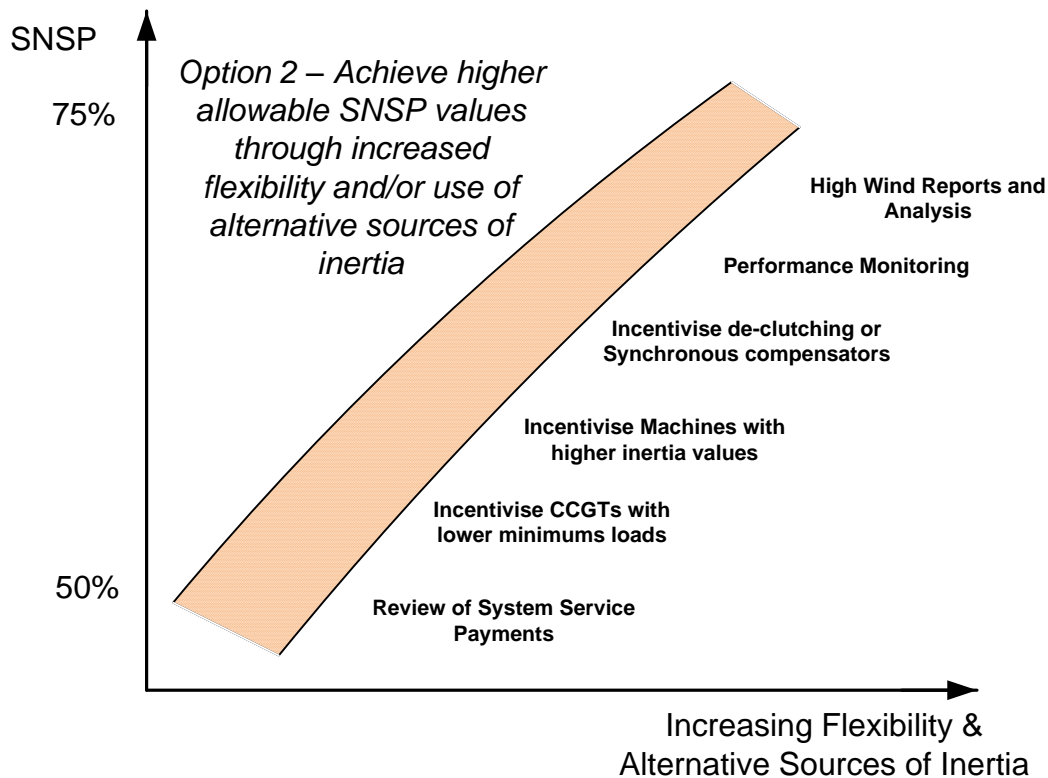 SNSP
75%
50%
Option 2 – Achieve higher
allowable SNSP values
through increased
flexibility and/or use of
alternative sources of
inertia
High Wind Reports and
Analysis
Performance Monitoring
Incentivise de-clutching or
Synchronous compensators
Incentivise Machines with
higher inertia values
Incentivise CCGTs with
lower minimums loads
Review of System Service
Payments
Increasing Flexibility &
Alternative Sources of Inertia